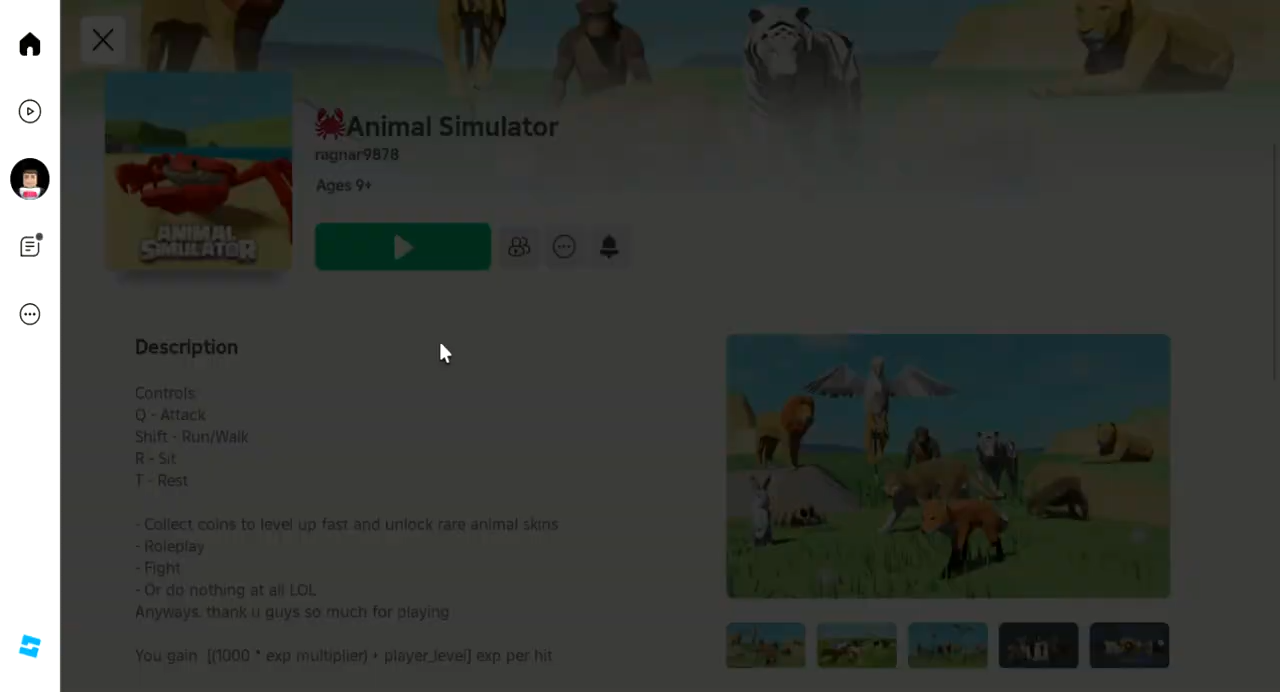 Animal Simulator
ragnar9878
Ages 9+
ANIMAL
SIMULATOR
Description
Controls
Q - Attack
Shift - Run/Walk
R - Sit
T - Rest
- Collect coins to level up fast and unlock rare animal skins
- Roleplay
- Fight
- Or do nothing at all LOL
Anyways, thank u guys so much for playing
You gain [(1000 * exp multiplier) + player_level] exp per hit